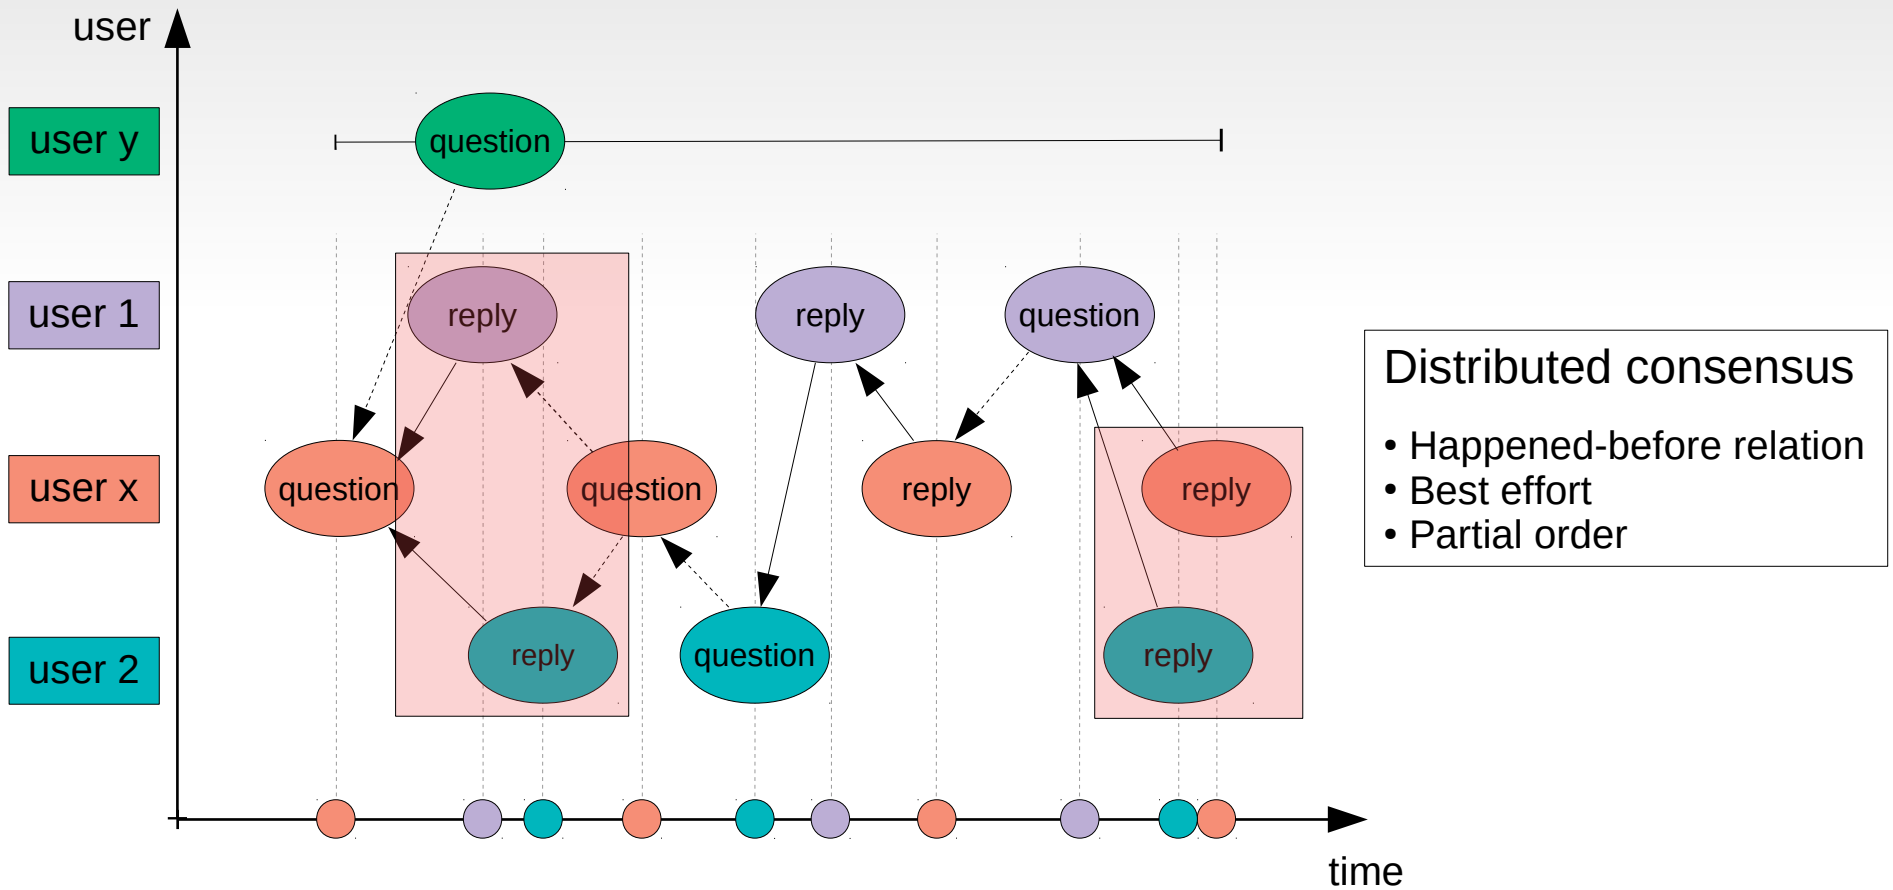 user
user y
question
user 1
reply
reply
question
user x
question
question
reply
reply
user 2
reply
question
reply
Distributed consensus
• Happened-before relation
• Best effort
• Partial order
time